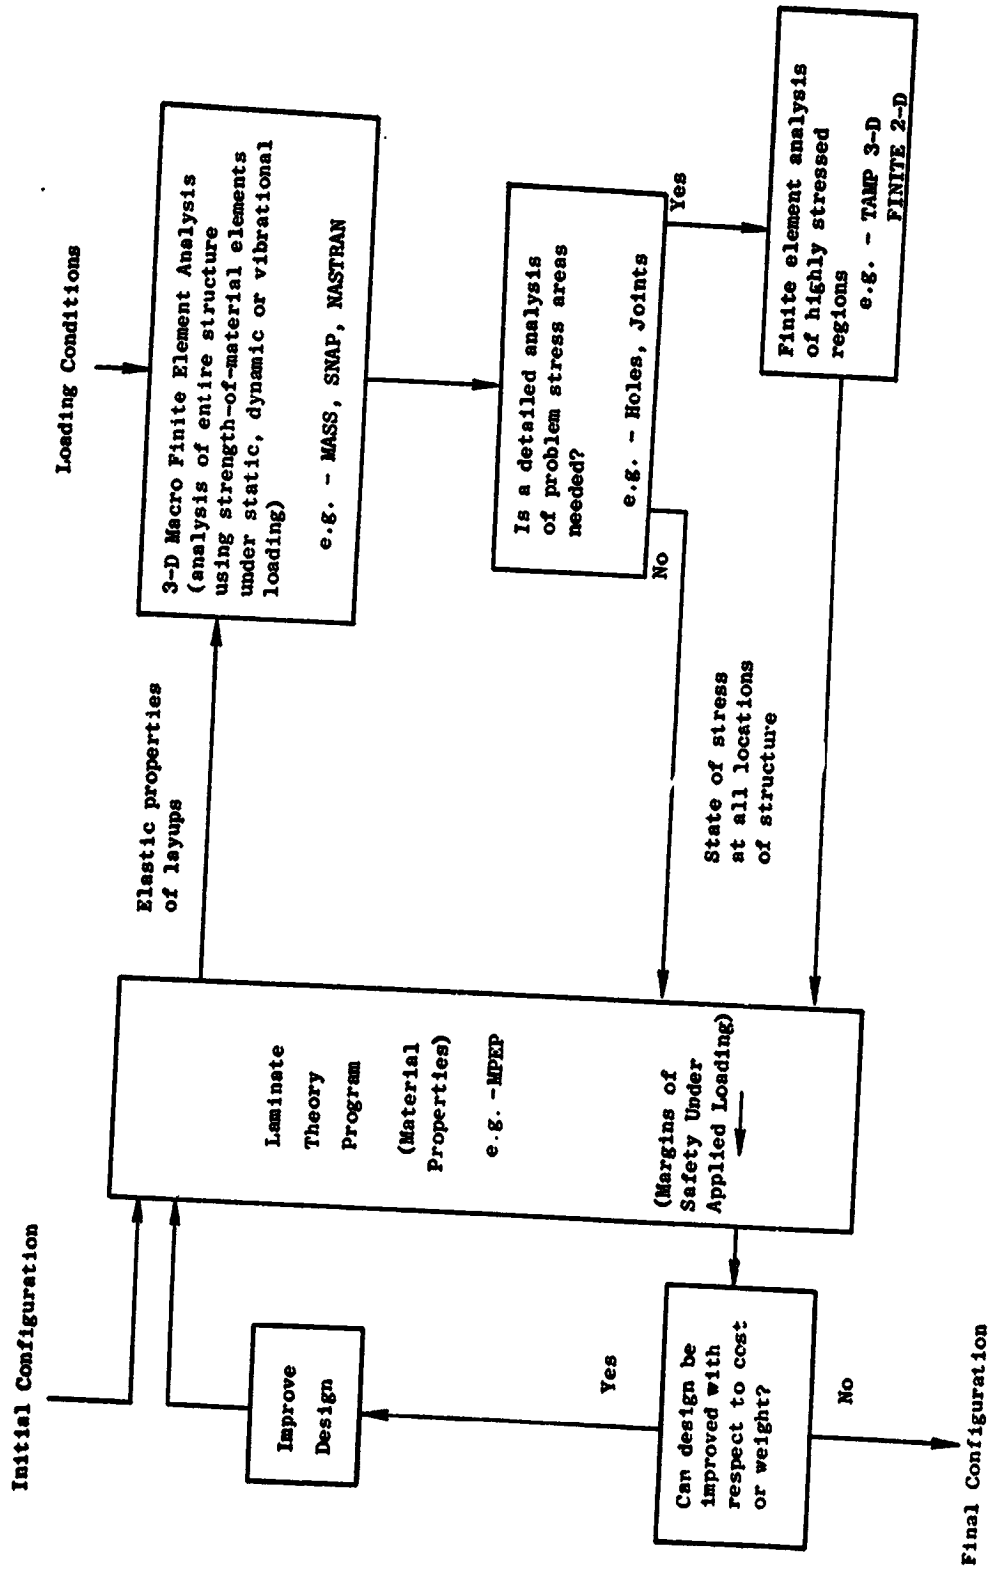 Initial Configuration
Improve
Design
Yes
Can design be
improved with
respect to cost
or weight?
No
Final Configuration
Laminate
Theory
Program
(Material
Properties)
e.g. -MPEP
(Margins of
Safety Under
Applied Loading)
Elastic properties
of layups
State of stress
at all locations
of structure
Loading Conditions
3-D Macro Finite Element Analysis
(analysis of entire structure
using strength-of-material elements
under static, dynamic or vibrational
loading)
e.g. - MASS, SNAP, NASTRAN
Is a detailed analysis
of problem stress areas
needed?
e.g. - Holes, Joints
No
Yes
Finite element analysis
of highly stressed
regions
e.g. - TAMP 3-D
FINITE 2-D